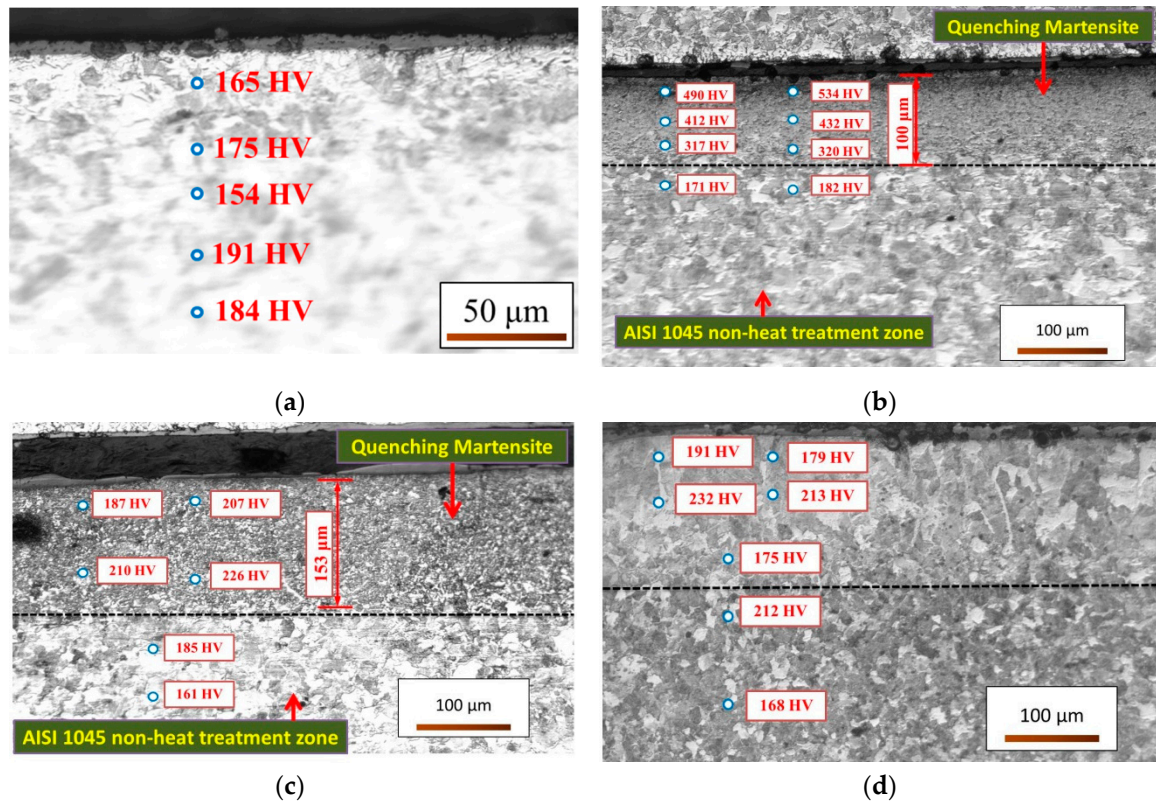 165 HV
175 HV
154 HV
191 HV
184 HV
50 μm
(a)
Quenching Martensite
490 HV
534 HV
412 HV
432 HV
317 HV
320 HV
100 μm
171 HV
182 HV
AISI 1045 non-heat treatment zone
100 μm
(b)
Quenching Martensite
187 HV
207 HV
153 μm
210 HV
226 HV
185 HV
161 HV
100 μm
AISI 1045 non-heat treatment zone
(c)
191 HV
179 HV
232 HV
213 HV
175 HV
212 HV
168 HV
100 μm
(d)